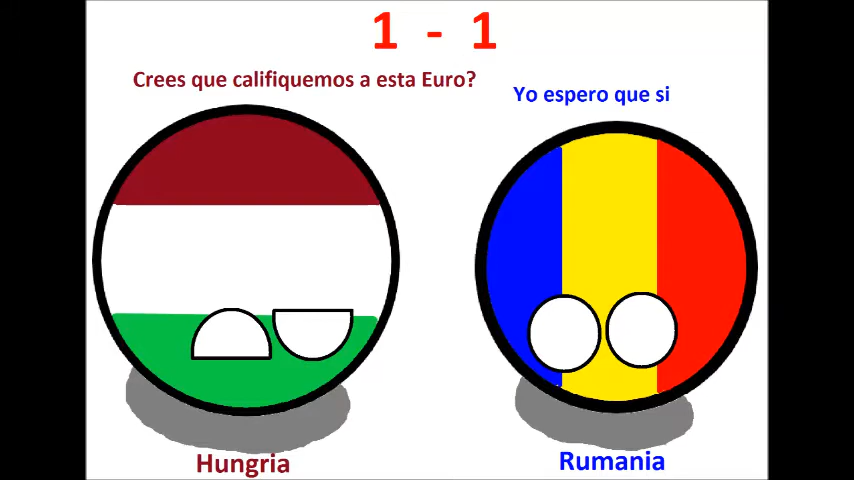 1 - 1
Crees que califiquemos a esta Euro?
Yo espero que si
Hungria
Rumania